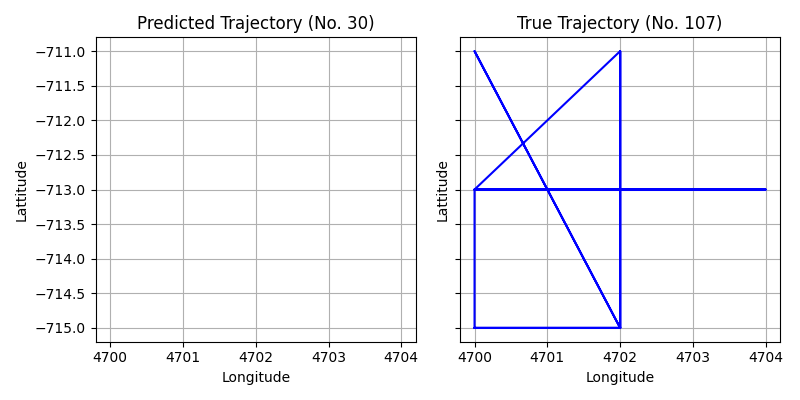 Predicted Trajectory (No. 30)
−711.0
−711.5
−712.0
−712.5
−713.0
−713.5
−714.0
−714.5
−715.0
Lattitude
4700 4701 4702 4703 4704
Longitude
True Trajectory (No. 107)
Lattitude
4700 4701 4702 4703 4704
Longitude